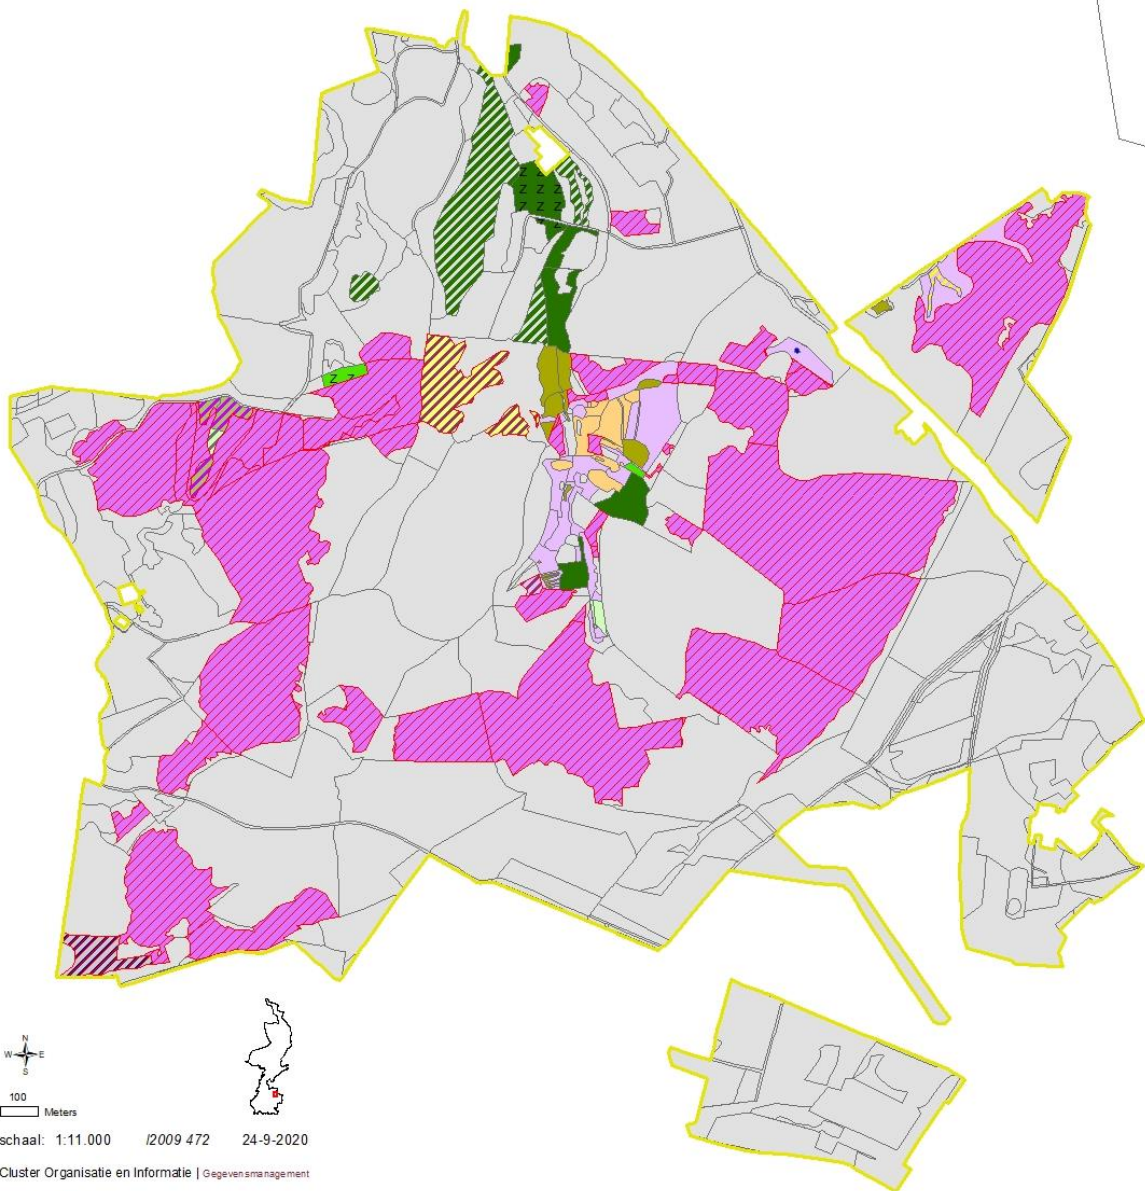 Z Z
Z Z Z
Z Z Z
Z
Z Z
N
W E
S
100
Meters
schaal: 1:11.000 I2009 472 24-9-2020
Cluster Organisatie en Informatie | Gegevensmanagement